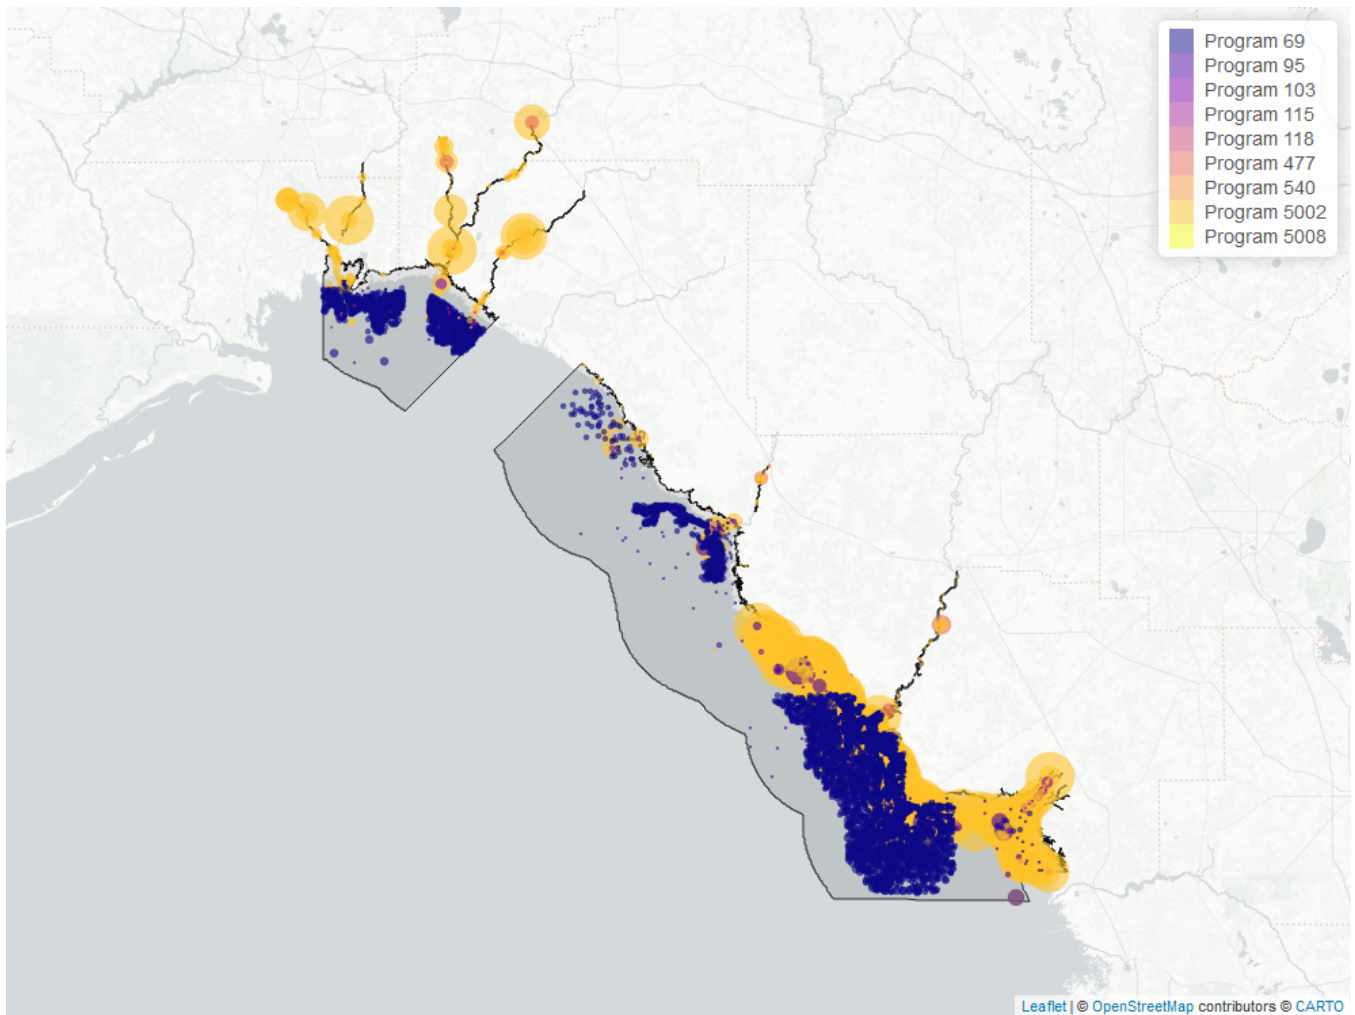 Program 69
Program 95
Program 103
Program 115
Program 118
Program 477
Program 540
Program 5002
Program 5008
Leaflet | © OpenStreetMap contributors © CARTO